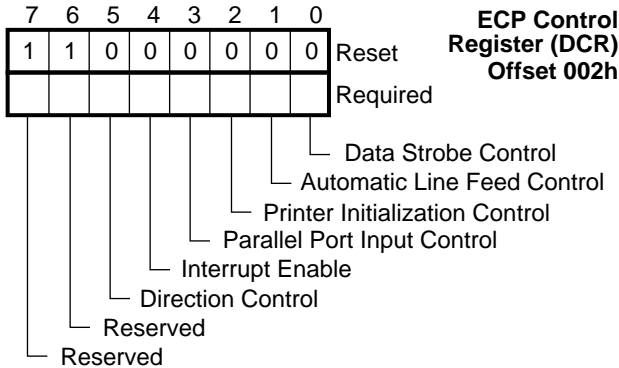 7 6 5 4 3 2 1 0
ECP Control
Register (DCR)
Offset 002h
1 1 0 0 0 0 0 0 Reset
Required
Data Strobe Control
Automatic Line Feed Control
Printer Initialization Control
Parallel Port Input Control
Interrupt Enable
Direction Control
Reserved
Reserved